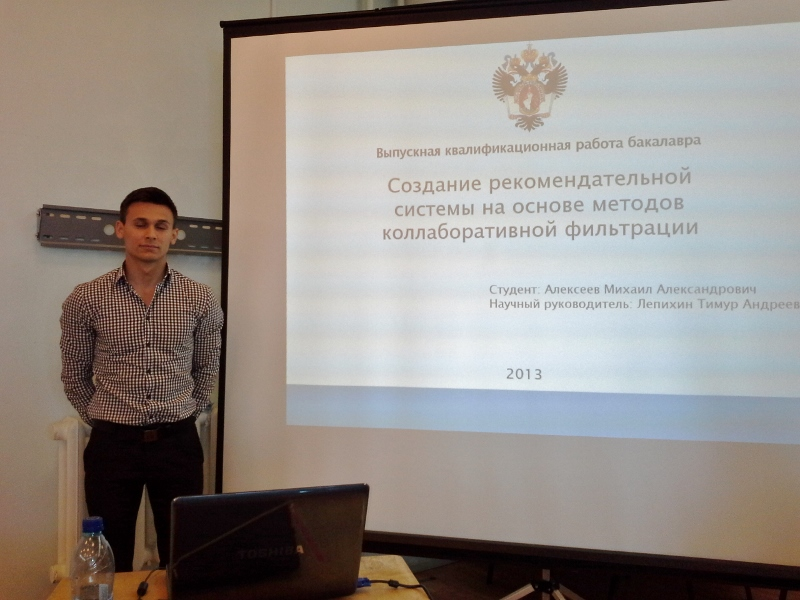 Выпускная квалификационная работа бакалавра
Создание рекомендательной
системы на основе методов
коллаборативной фильтрации
Студент: Алексеев Михаил Александрович
Научный руководитель: Лепихин Тимур Андреев
2013
TOSHIBA